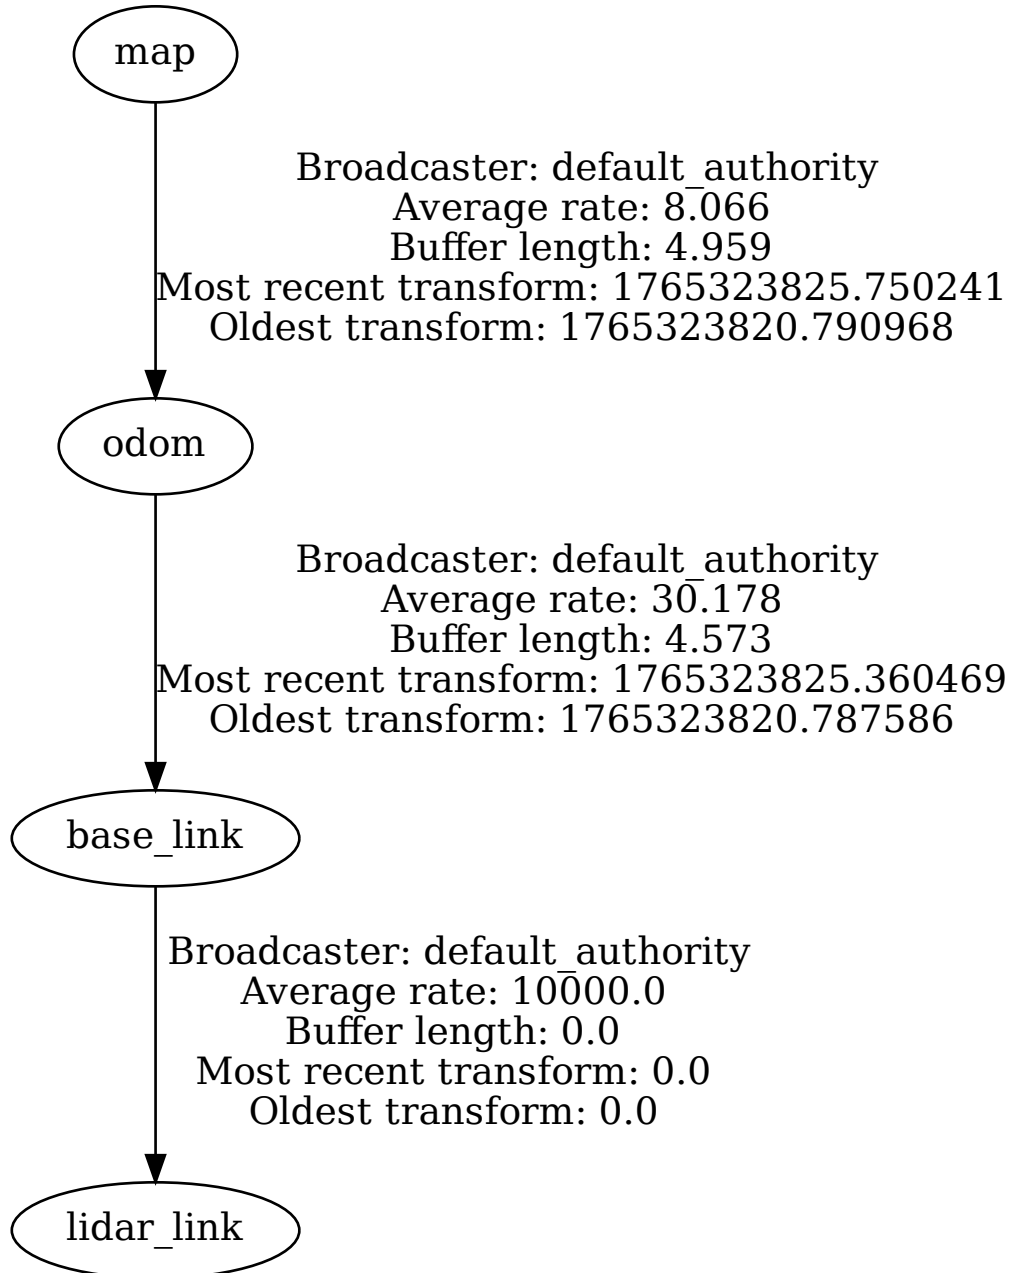 map
Broadcaster: default_authority
Average rate: 8.066
Buffer length: 4.959
Most recent transform: 1765323825.750241
Oldest transform: 1765323820.790968
odom
Broadcaster: default_authority
Average rate: 30.178
Buffer length: 4.573
Most recent transform: 1765323825.360469
Oldest transform: 1765323820.787586
base_link
Broadcaster: default_authority
Average rate: 10000.0
Buffer length: 0.0
Most recent transform: 0.0
Oldest transform: 0.0
lidar_link